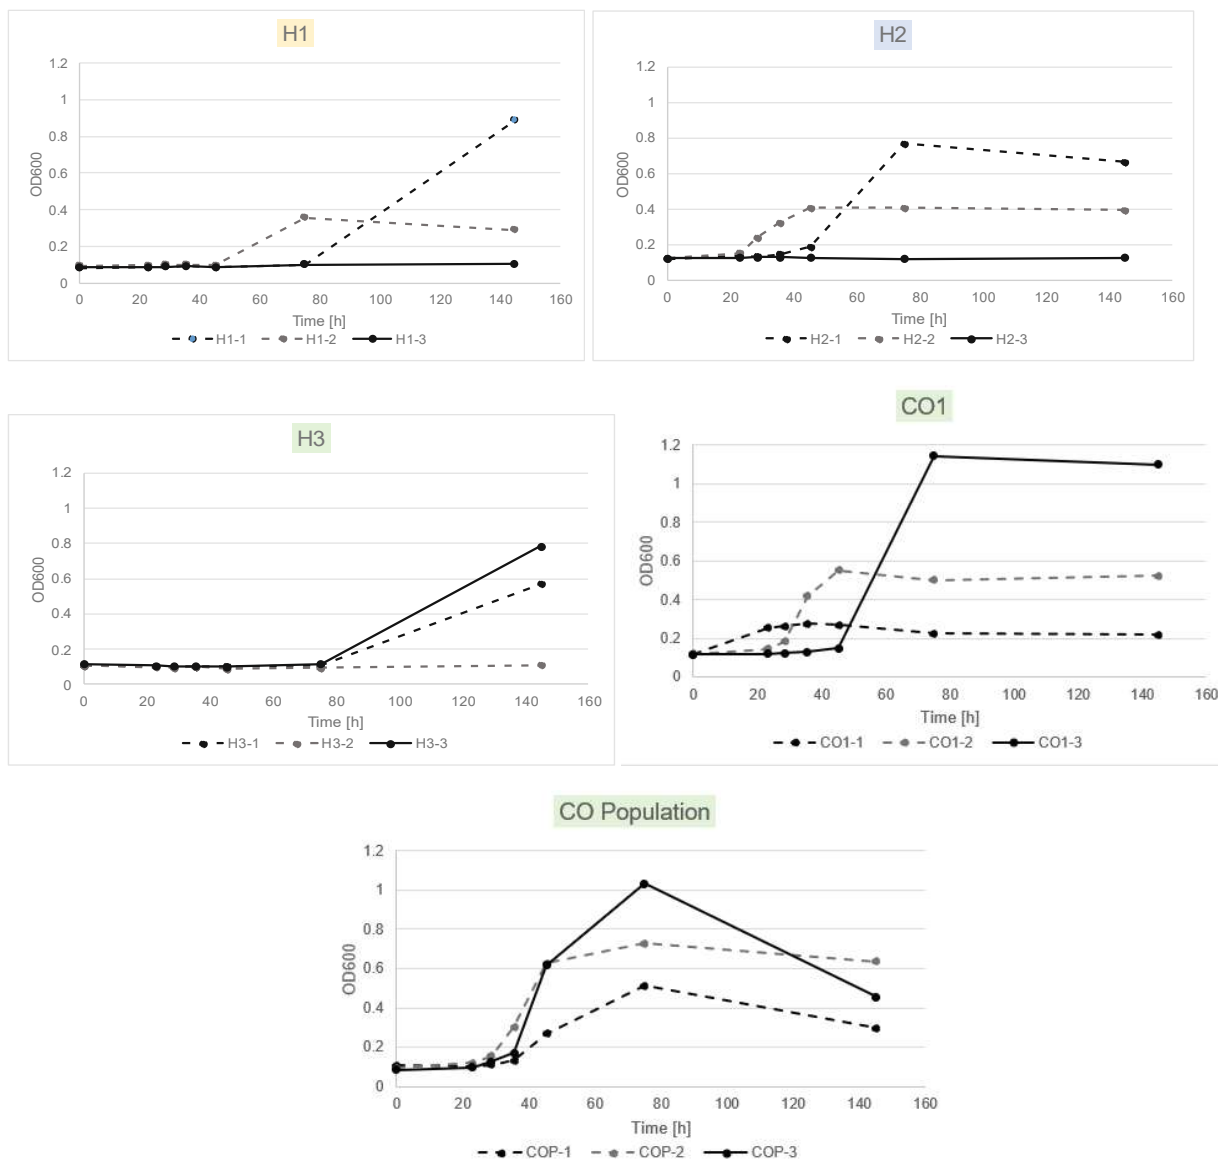 H1
1.2
1
0.8
0.6
0.4
0.2
0
OD600
0 20 40 60 80 100 120 140 160
Time [h]
H1-1 H1-2 H1-3
H2
1.2
1
0.8
0.6
0.4
0.2
0
OD600
0 20 40 60 80 100 120 140 160
Time [h]
H2-1 H2-2 H2-3
H3
1.2
1
0.8
0.6
0.4
0.2
0
OD600
0 20 40 60 80 100 120 140 160
Time [h]
H3-1 H3-2 H3-3
CO1
1.2
1
0.8
0.6
0.4
0.2
0
OD600
0 20 40 60 80 100 120 140 160
Time [h]
CO1-1 CO1-2 CO1-3
CO Population
1.2
1
0.8
0.6
0.4
0.2
0
OD600
0 20 40 60 80 100 120 140 160
Time [h]
COP-1 COP-2 COP-3